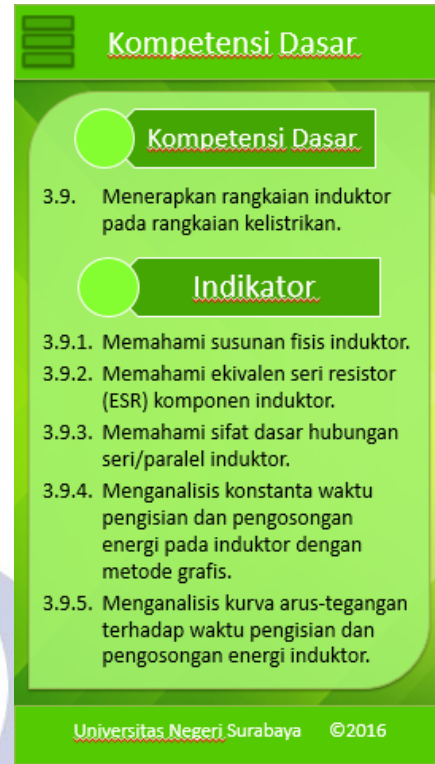 Kompetensi Dasar
Kompetensi Dasar
3.9. Menerapkan rangkaian induktor
pada rangkaian kelistrikan.
Indikator
3.9.1. Memahami susunan fisis induktor.
3.9.2. Memahami ekivalen seri resistor
(ESR) komponen induktor.
3.9.3. Memahami sifat dasar hubungan
seri/paralel induktor.
3.9.4. Menganalisis konstanta waktu
pengisian dan pengosongan
energi pada induktor dengan
metode grafis.
3.9.5. Menganalisis kurva arus-tegangan
terhadap waktu pengisian dan
pengosongan energi induktor.
Universitas Negeri Surabaya ©2016